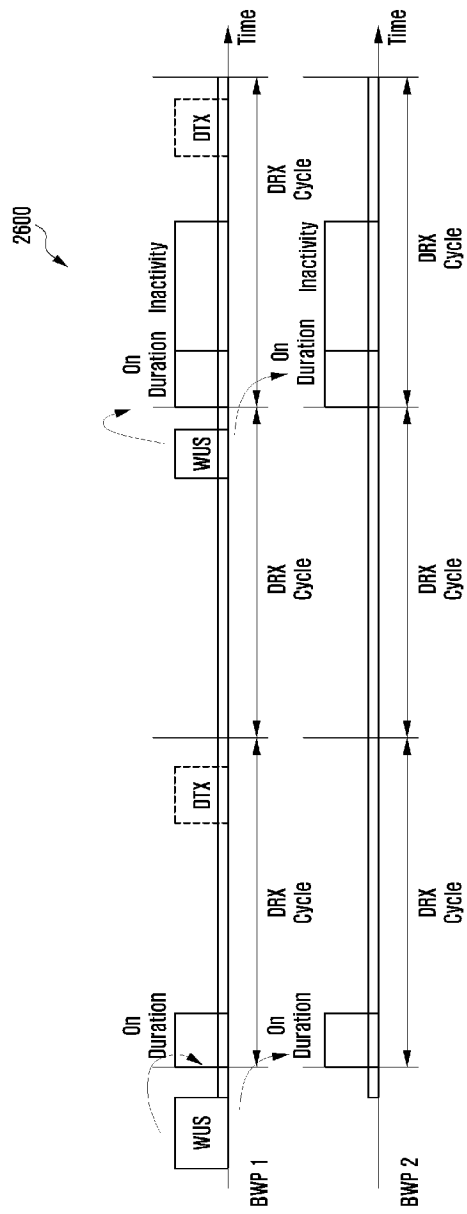 2600
WUS
On
Duration
DTX
WUS
On
Duration
Inactivity
DTX
Time
BWP 1
DRX
Cycle
DRX
Cycle
DRX
Cycle
On
Duration
On
Duration
Inactivity
Time
BWP 2
DRX
Cycle
DRX
Cycle
DRX
Cycle